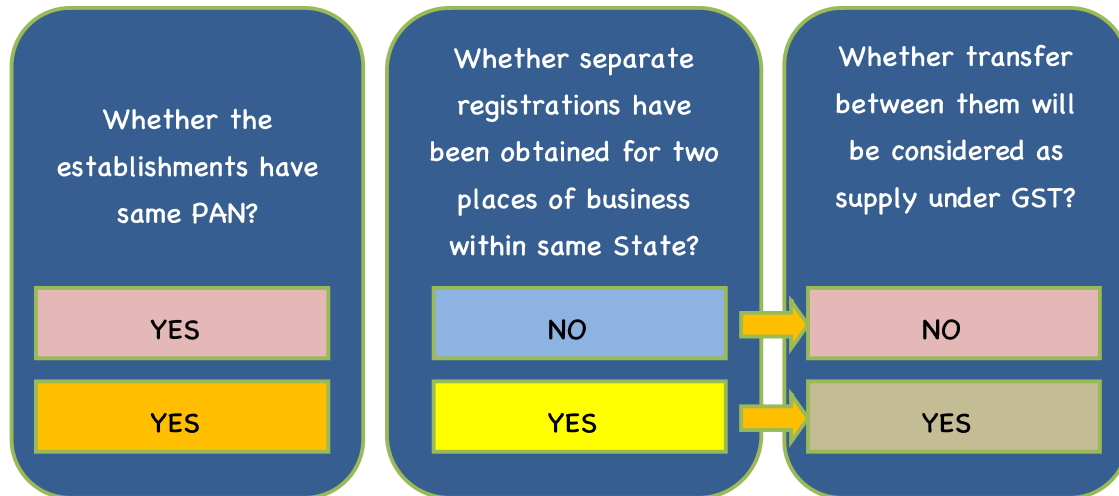 Whether the
establishments have
same PAN?
YES
YES
Whether separate
registrations have
been obtained for two
places of business
within same State?
NO
YES
Whether transfer
between them will
be considered as
supply under GST?
NO
YES